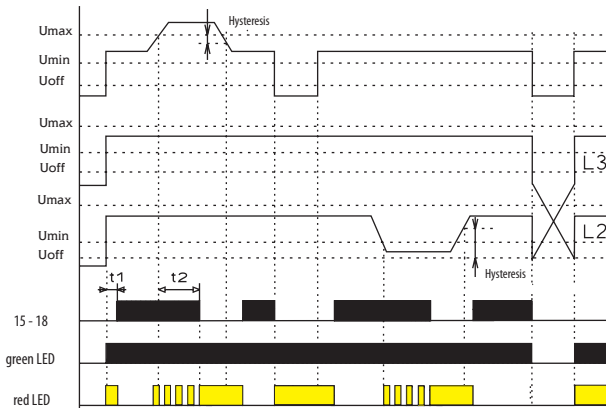 Hysteresis
Umax
Umin
Uoff
Umax
Umin
Uoff
L3
Umax
Umin
Uoff
L2
Hysteresis
t1
t2
15 - 18
green LED
red LED